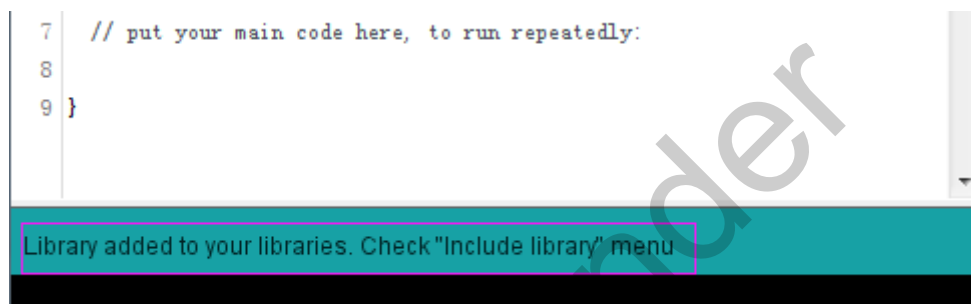 7 // put your main code here, to run repeatedly:
8
9 }
Library added to your libraries. Check "Include library" menu